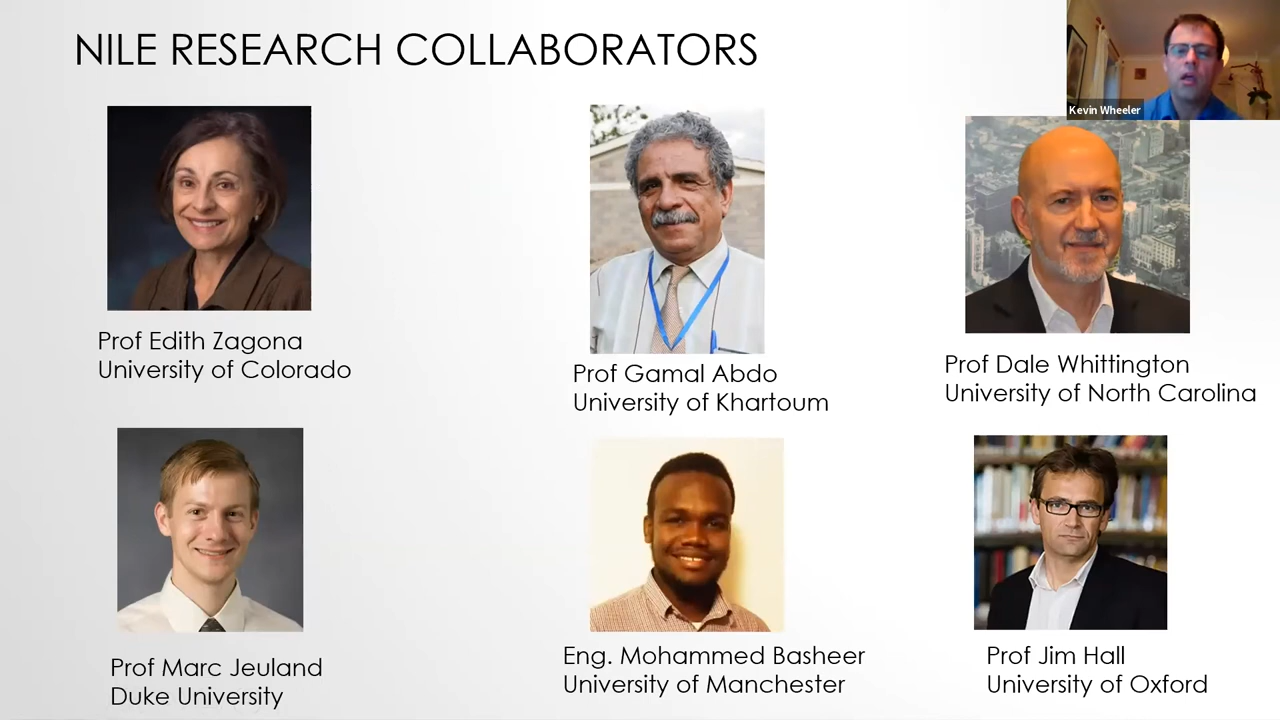 NILE RESEARCH COLLABORATORS
Kevin Wheeler
Prof Edith Zagona
University of Colorado
Prof Gamal Abdo
University of Khartoum
Prof Dale Whittington
University of North Carolina
Prof Marc Jeuland
Duke University
Eng. Mohammed Basheer
University of Manchester
Prof Jim Hall
University of Oxford